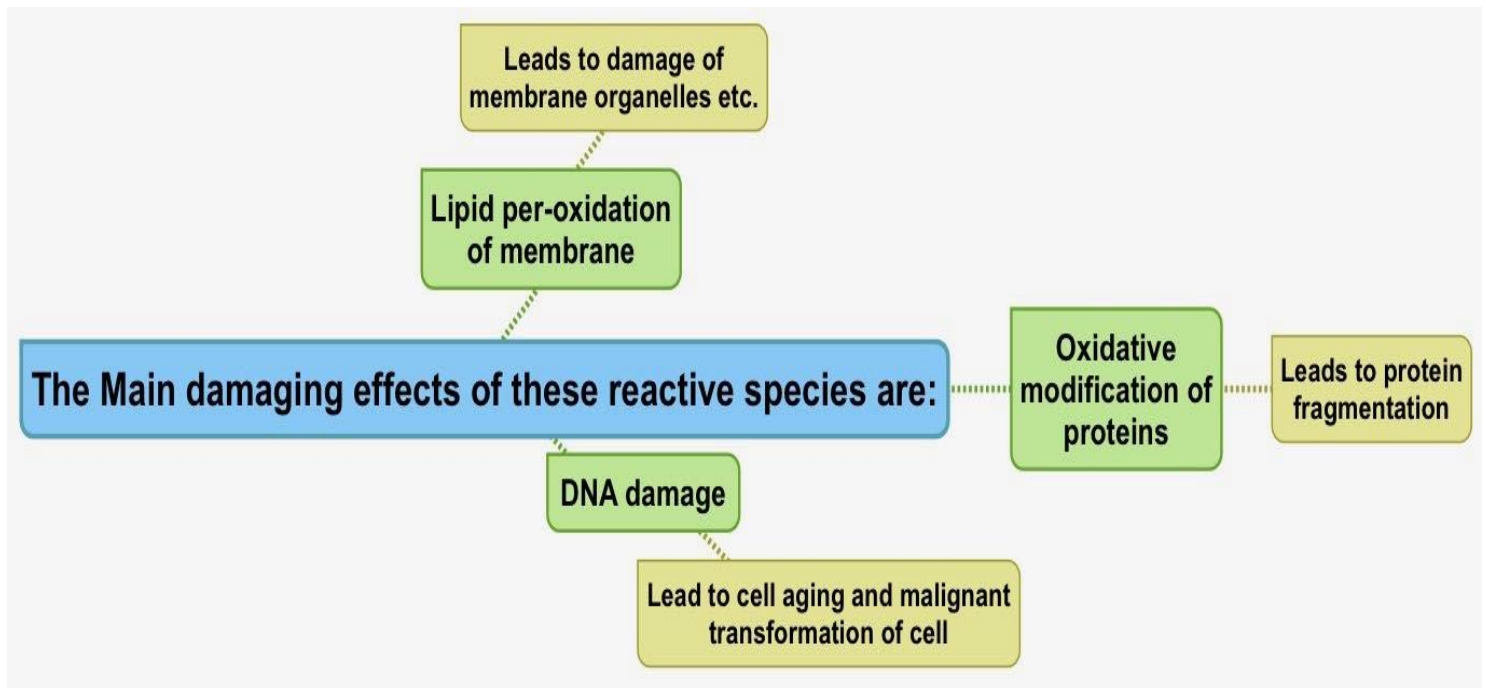 Leads to damage of
membrane organelles etc.
Lipid per-oxidation
of membrane
The Main damaging effects of these reactive species are:
Oxidative
modification of
proteins
Leads to protein
fragmentation
DNA damage
Lead to cell aging and malignant
transformation of cell